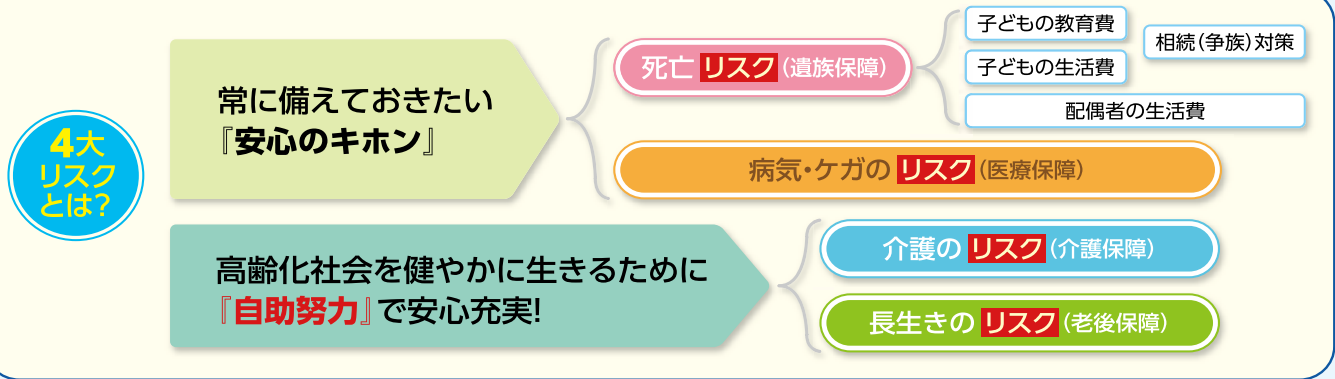 4大
リスク
とは?
常に備えておきたい
『安心のキホン』
死亡 リスク (遺族保障)
子どもの教育費
子どもの生活費
相続(争族)対策
配偶者の生活費
病気・ケガの リスク (医療保障)
高齢化社会を健やかに生きるために
『自助努力』で安心充実!
介護の リスク (介護保障)
長生きの リスク (老後保障)